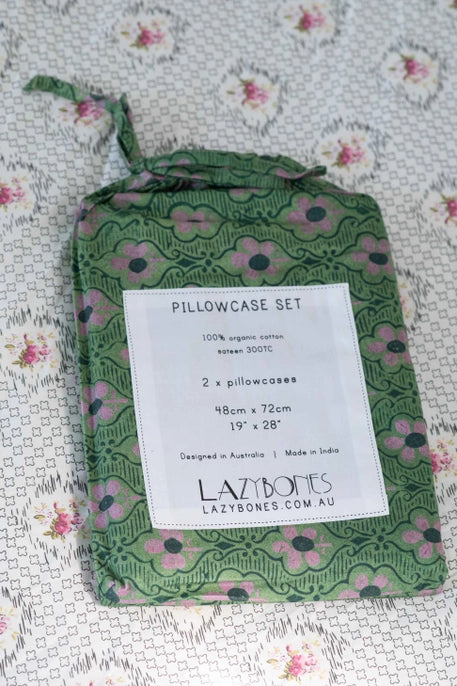 PILLOWCASE SET
100% organic cotton
sateen 300TC
2 x pillowcases
48cm x 72cm
19" x 28"
Designed in Australia | Made in India
LAZYBONES
LAZYBONES.COM.AU